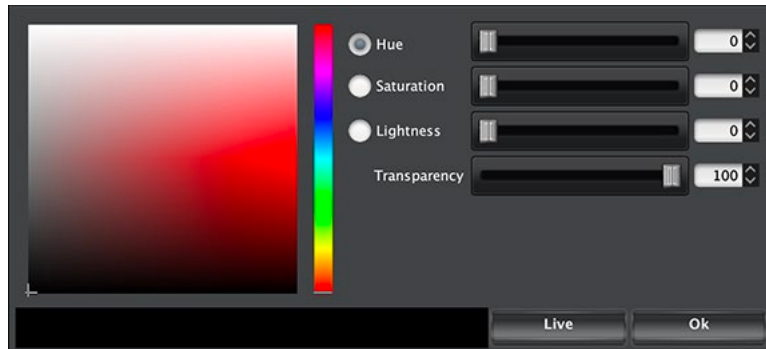 Hue 0
Saturation 0
Lightness 0
Transparency 100
Live Ok